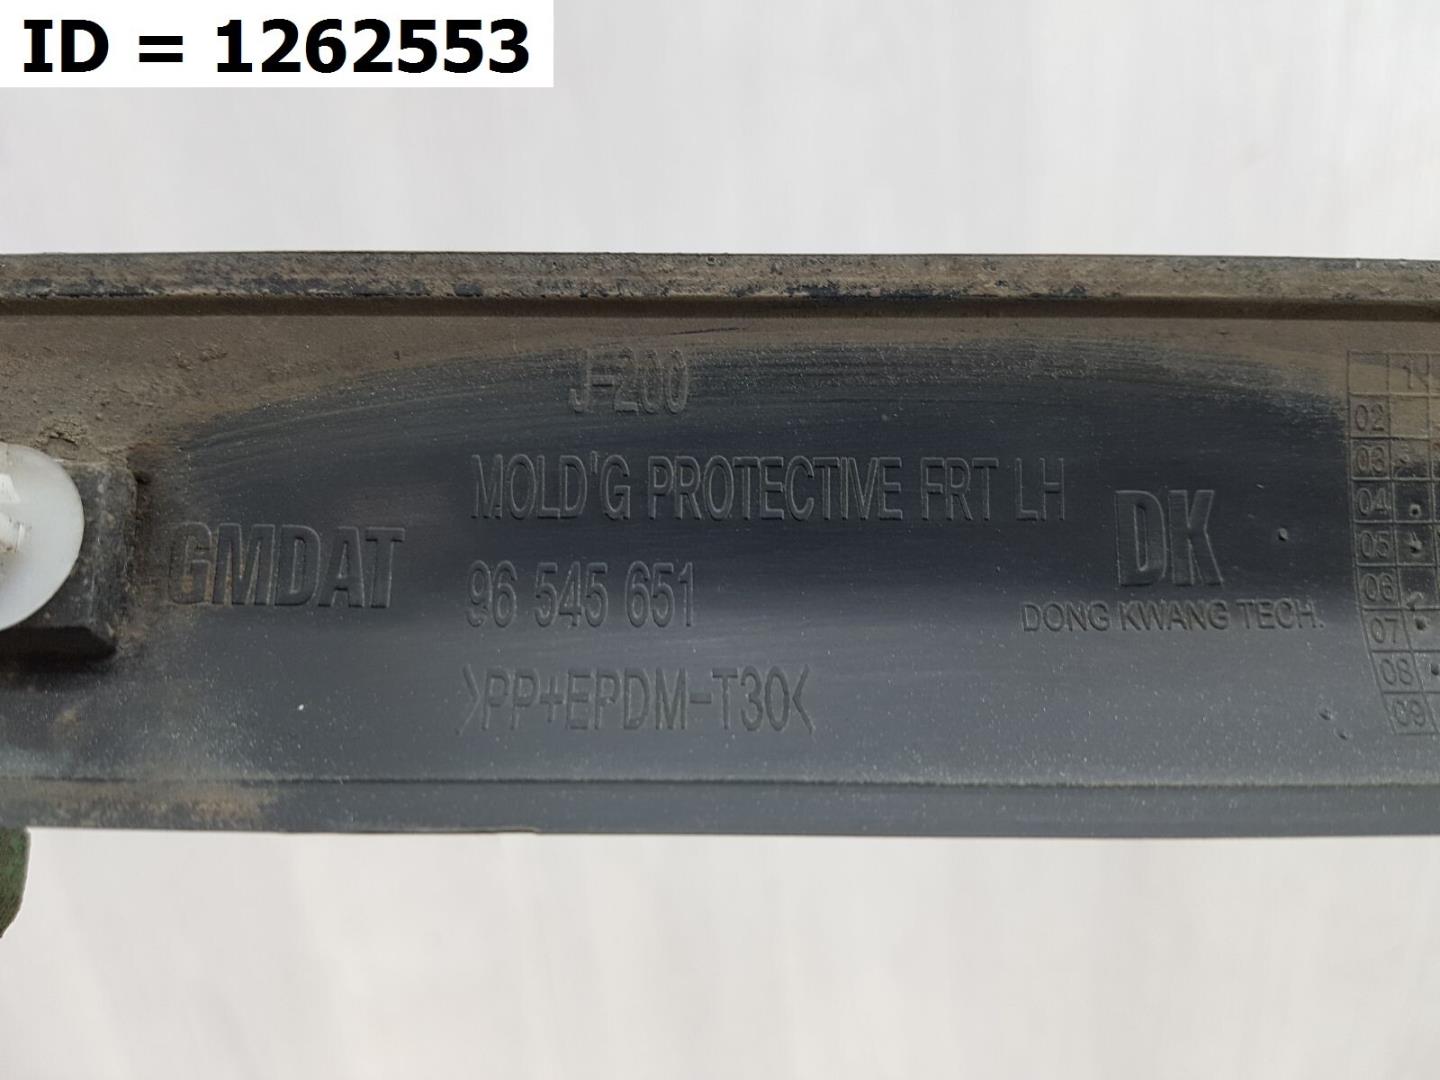 ID = 1262553
J-200
MOLD'G PROTECTIVE FRT LH
GMDAT
96 545 651
>PP+EPDM-T30<
DK
DONG KWANG TECH.
02
03
04
05
06
07
08
09